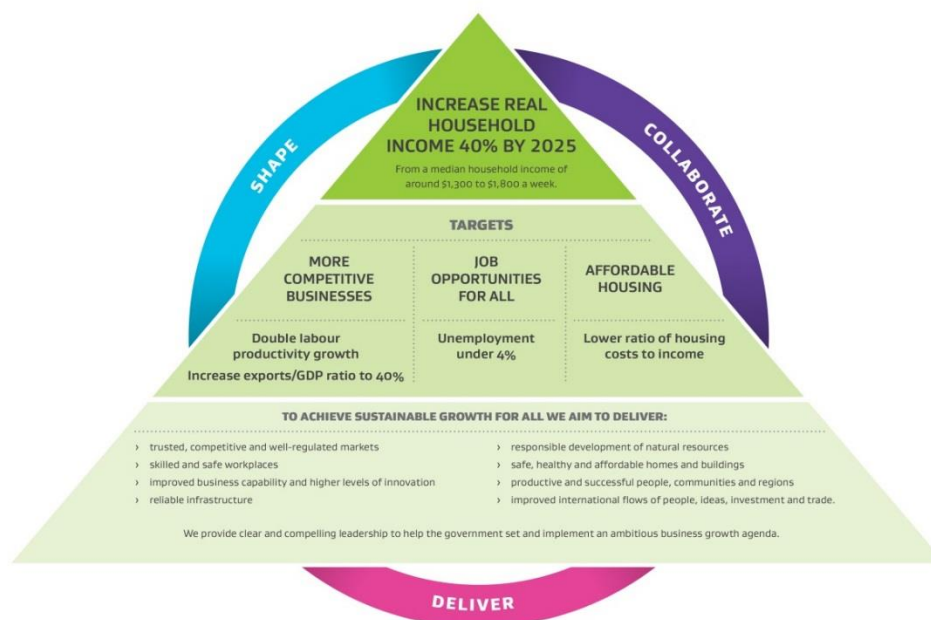 SHAPE
COLLABORATE
INCREASE REAL
HOUSEHOLD
INCOME 40% BY 2025
From a median household income of
around $1,300 to $1,800 a week.
TARGETS
MORE
COMPETITIVE
BUSINESSES
Double labour
productivity growth
Increase exports/GDP ratio to 40%
JOB
OPPORTUNITIES
FOR ALL
Unemployment
under 4%
AFFORDABLE
HOUSING
Lower ratio of housing
costs to income
TO ACHIEVE SUSTAINABLE GROWTH FOR ALL WE AIM TO DELIVER:
› trusted, competitive and well-regulated markets
› skilled and safe workplaces
› improved business capability and higher levels of innovation
› reliable infrastructure
› responsible development of natural resources
› safe, healthy and affordable homes and buildings
› productive and successful people, communities and regions
› improved international flows of people, ideas, investment and trade.
We provide clear and compelling leadership to help the government set and implement an ambitious business growth agenda.
DELIVER